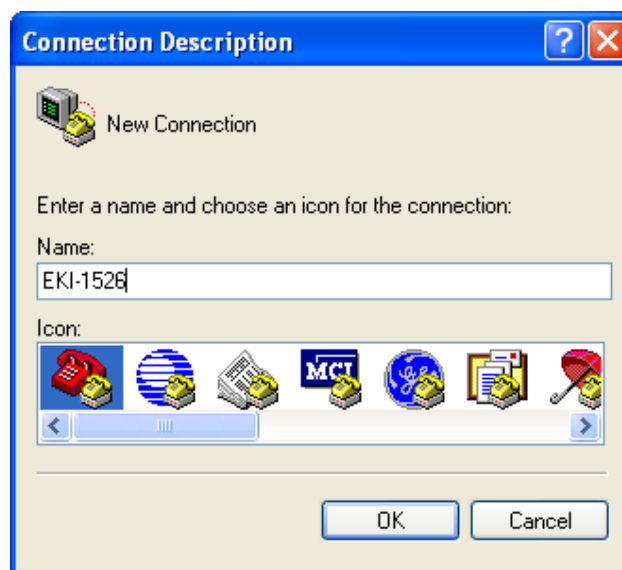 Connection Description
New Connection
Enter a name and choose an icon for the connection:
Name:
EKI-1526
Icon:
MCI
OK
Cancel